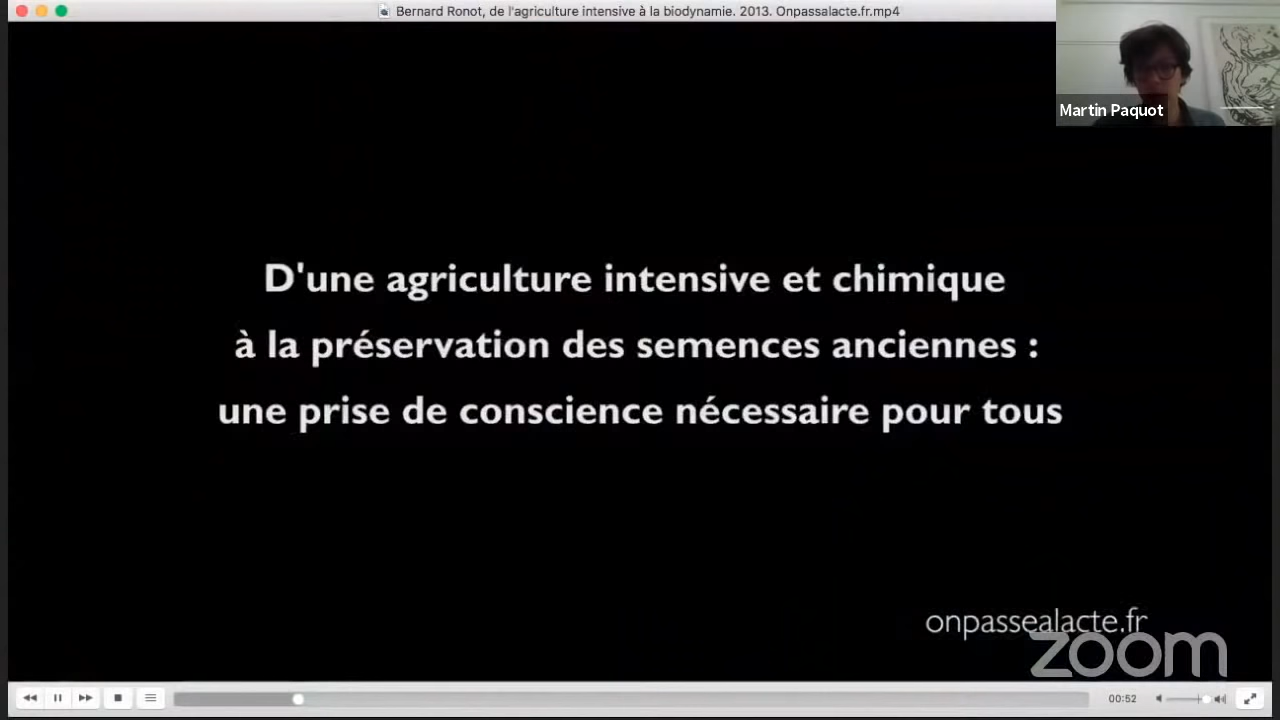 Bernard Ronot, de l'agriculture intensive à la biodynamie. 2013. Onpassalacte.fr.mp4
Martin Paquot
D'une agriculture intensive et chimique
à la préservation des semences anciennes :
une prise de conscience nécessaire pour tous
onpassealacte.fr
zoom
00:52